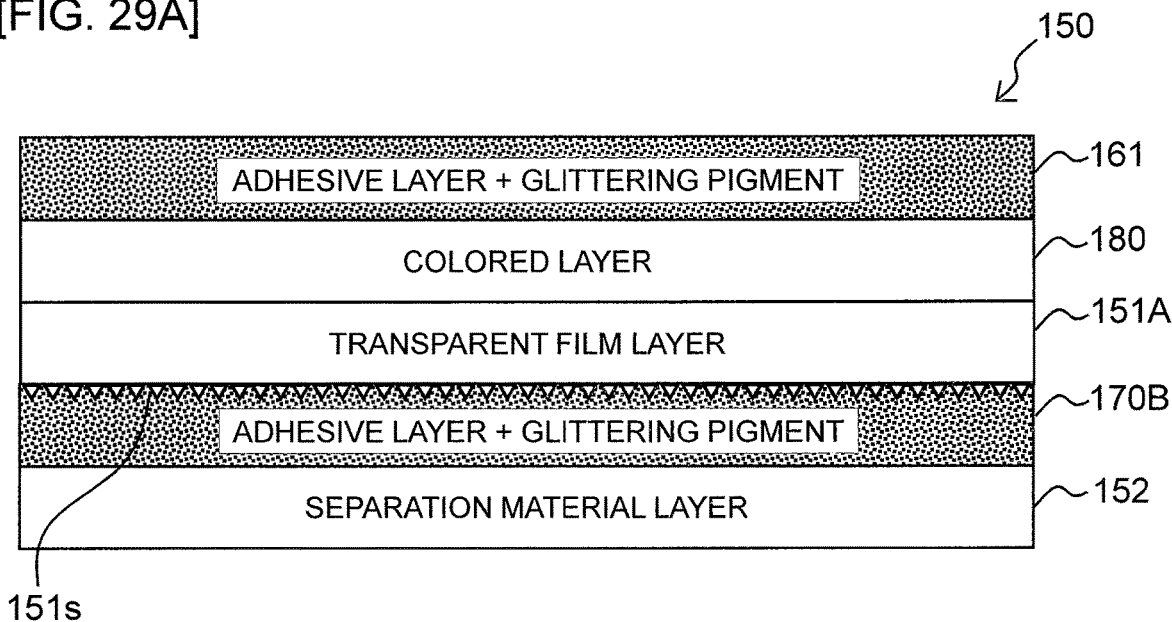 [FIG. 29A]
150
ADHESIVE LAYER + GLITTERING PIGMENT
161
COLORED LAYER
180
TRANSPARENT FILM LAYER
151A
ADHESIVE LAYER + GLITTERING PIGMENT
170B
SEPARATION MATERIAL LAYER
152
151s